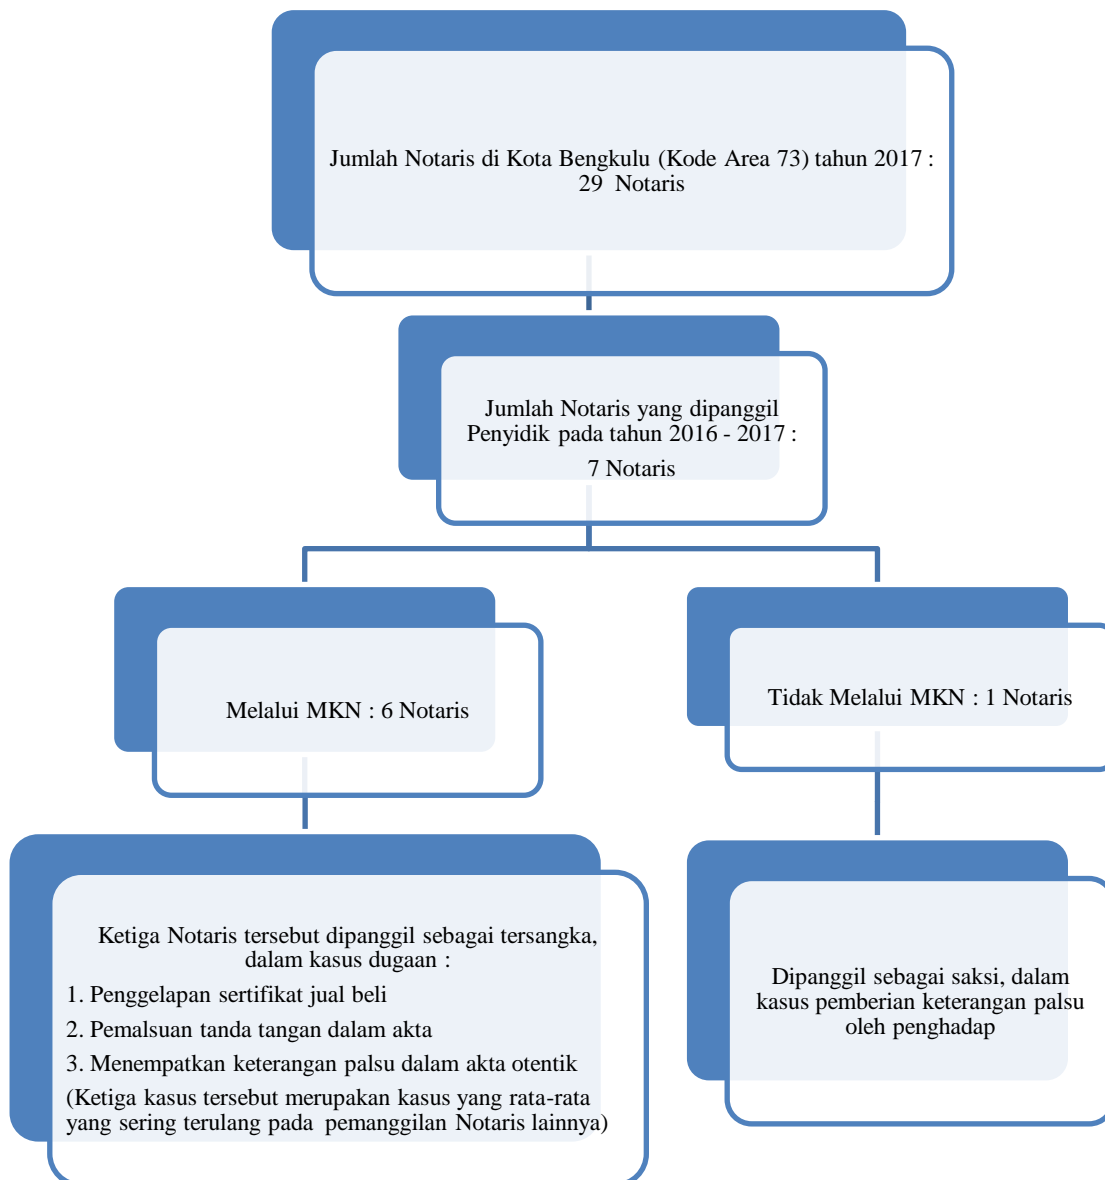 Jumlah Notaris di Kota Bengkulu (Kode Area 73) tahun 2017 :
29 Notaris
Jumlah Notaris yang dipanggil
Penyidik pada tahun 2016 - 2017 :
7 Notaris
Melalui MKN : 6 Notaris
Tidak Melalui MKN : 1 Notaris
Ketiga Notaris tersebut dipanggil sebagai tersangka,
dalam kasus dugaan :
1. Penggelapan sertifikat jual beli
2. Pemalsuan tanda tangan dalam akta
3. Menempatkan keterangan palsu dalam akta otentik
(Ketiga kasus tersebut merupakan kasus yang rata-rata
yang sering terulang pada pemanggilan Notaris lainnya)
Dipanggil sebagai saksi, dalam
kasus pemberian keterangan palsu
oleh penghadap